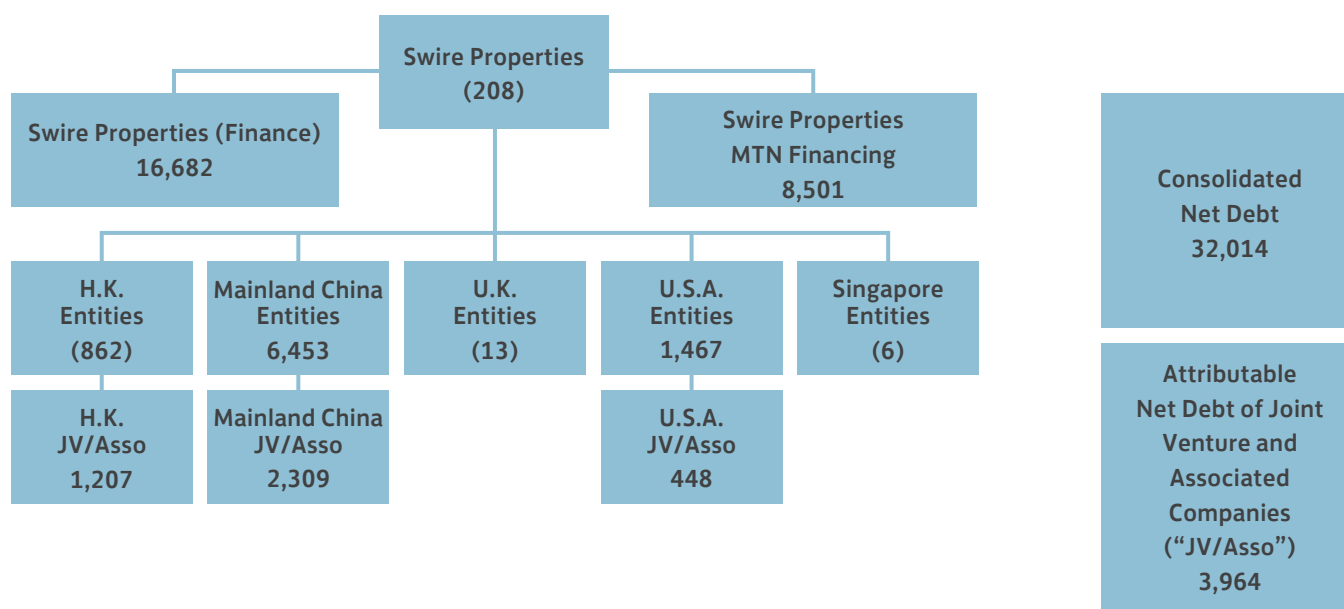 Swire Properties
(208)
Swire Properties (Finance)
16,682
Swire Properties
MTN Financing
8,501
H.K.
Entities
(862)
Mainland China
Entities
6,453
U.K.
Entities
(13)
U.S.A.
Entities
1,467
Singapore
Entities
(6)
H.K.
JV/Asso
1,207
Mainland China
JV/Asso
2,309
U.S.A.
JV/Asso
448
Consolidated
Net Debt
32,014
Attributable
Net Debt of Joint
Venture and
Associated
Companies
(“JV/Asso”)
3,964